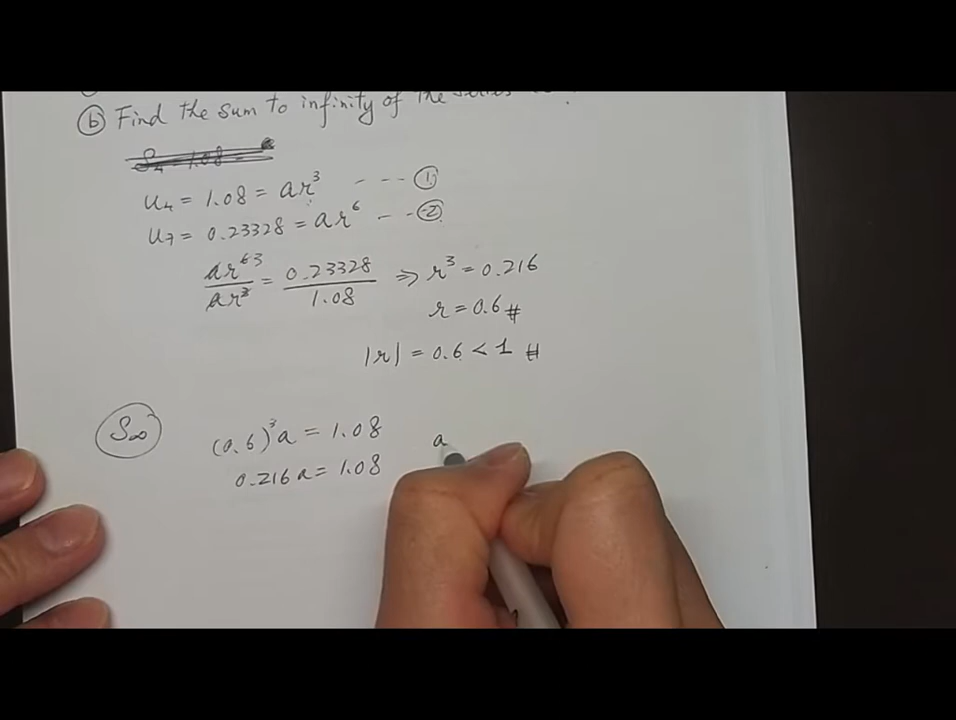 ⓑ Find the sum to infinity of the series
u₄ = 1.08 = ar³ - - - ①
u₇ = 0.23328 = ar⁶ - - ②
ar⁶ ³ / ar³ = 0.23328 / 1.08 ⇒ r³ = 0.216
r = 0.6 #
|r| = 0.6 < 1 #
S∞ (0.6)³a = 1.08 a
0.216a = 1.08